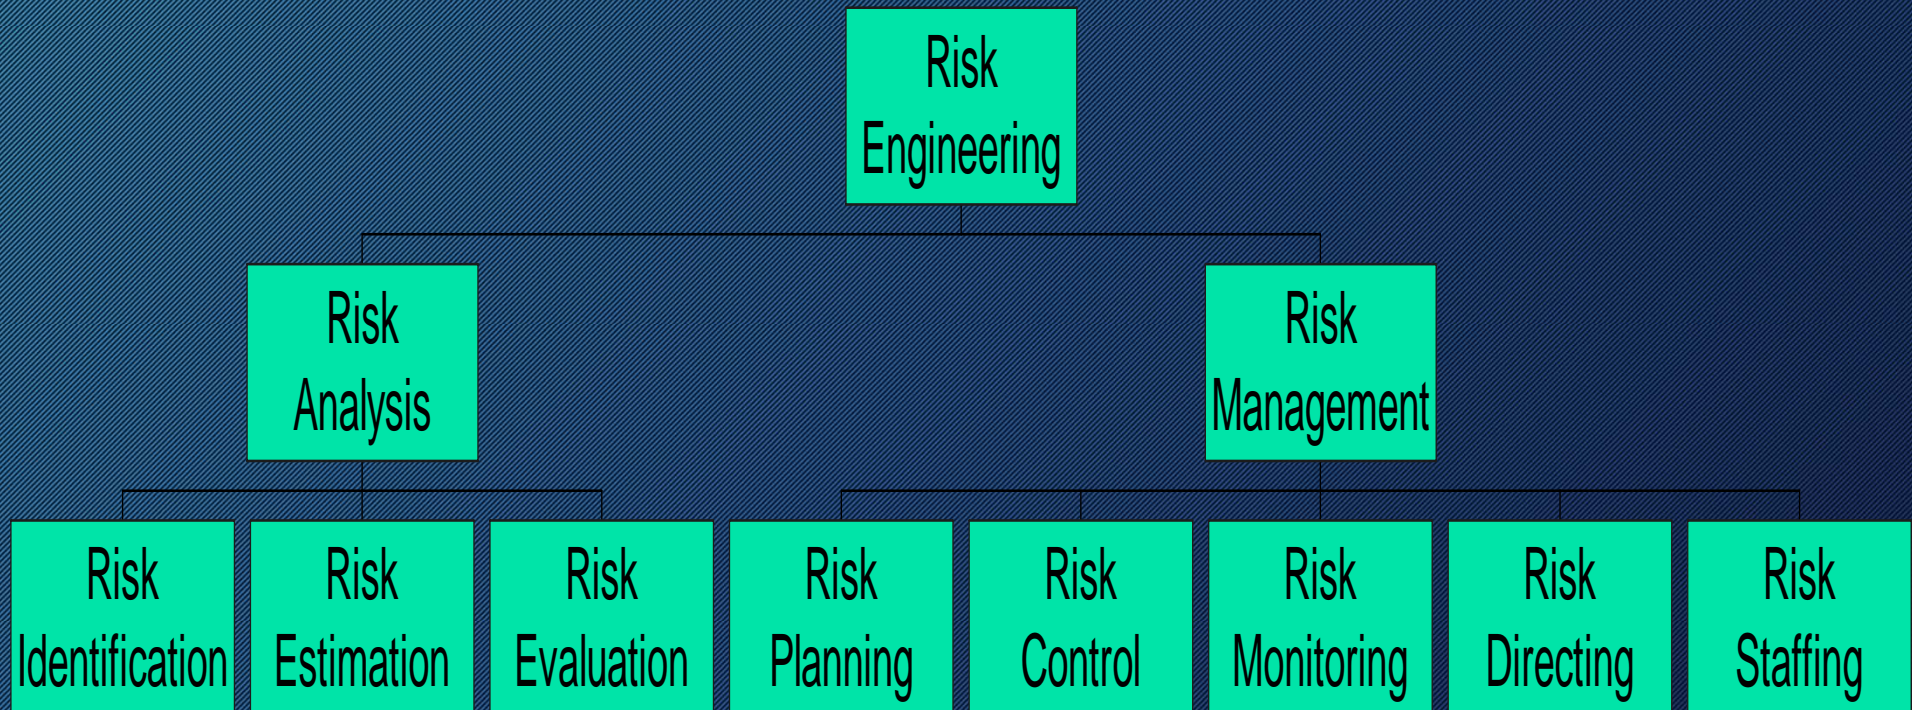 Risk
Engineering
Risk
Analysis
Risk
Management
Risk
Identification
Risk
Estimation
Risk
Evaluation
Risk
Planning
Risk
Control
Risk
Monitoring
Risk
Directing
Risk
Staffing